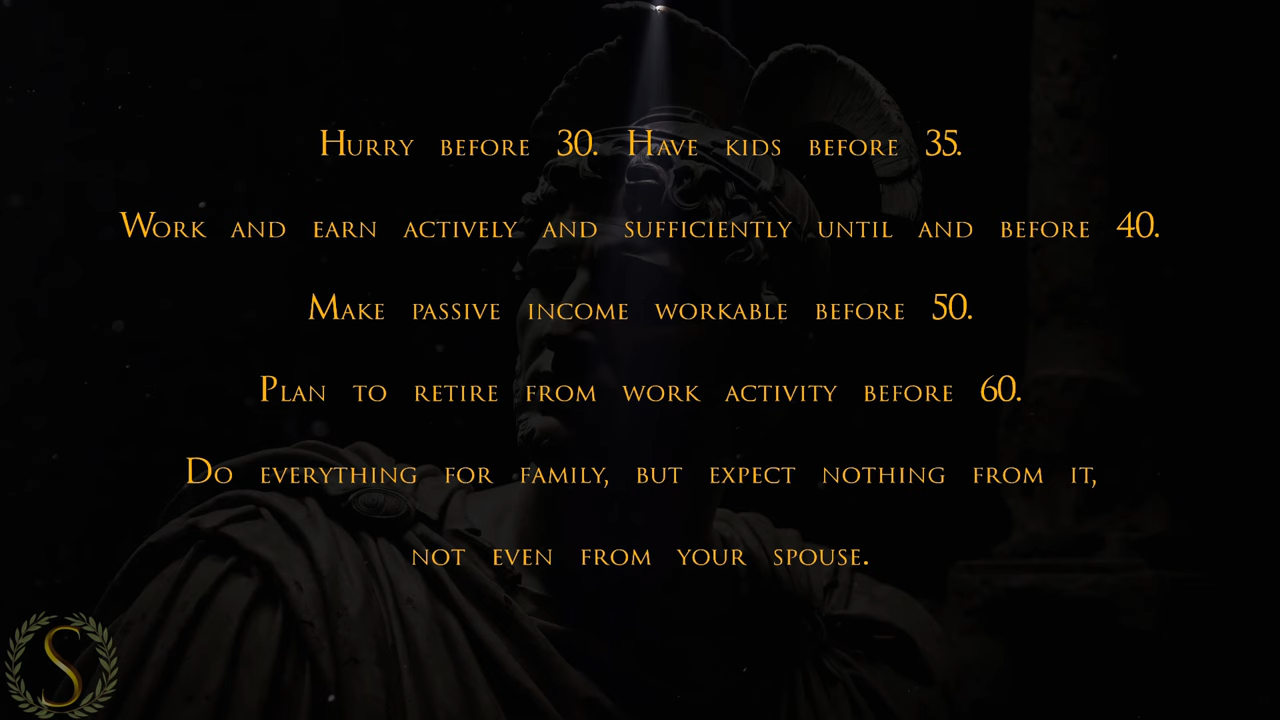 Hurry before 30. Have kids before 35.
Work and earn actively and sufficiently until and before 40.
Make passive income workable before 50.
Plan to retire from work activity before 60.
Do everything for family, but expect nothing from it,
not even from your spouse.
S